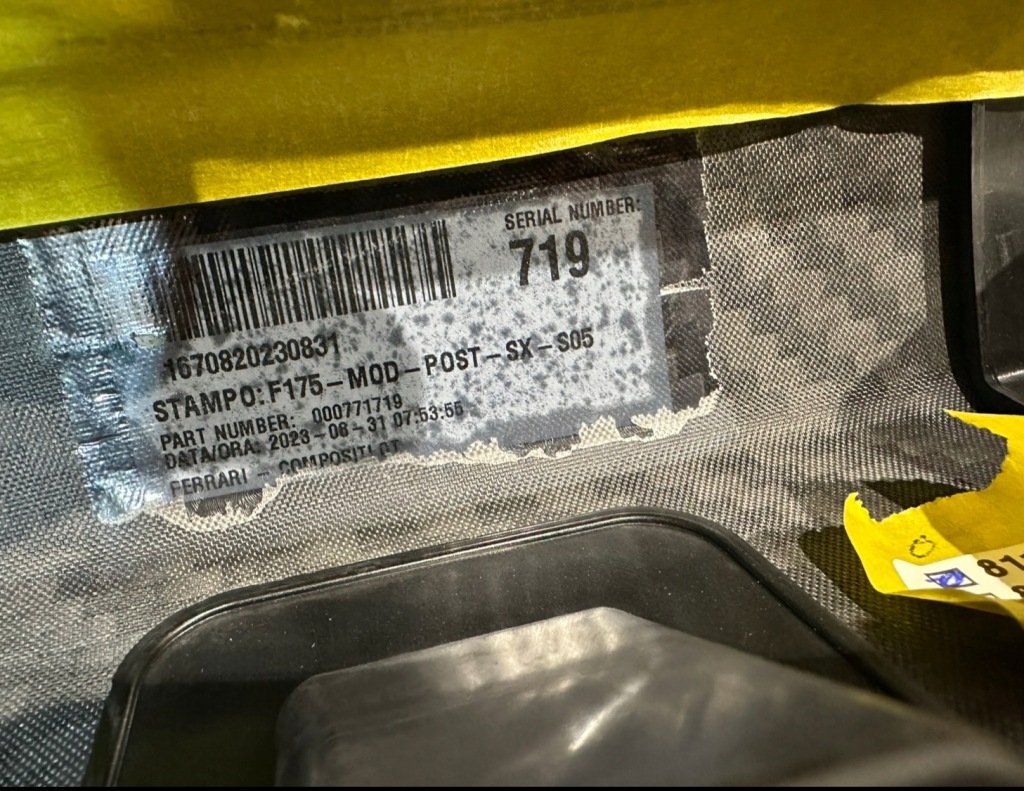 SERIAL NUMBER:
719
1670820230831
STAMPO: F175-MOD-POST-SX-S05
PART NUMBER: 000771719
DATA/ORA: 2023-08-31 07:53:55
FERRARI - COMPOSITI GT
81